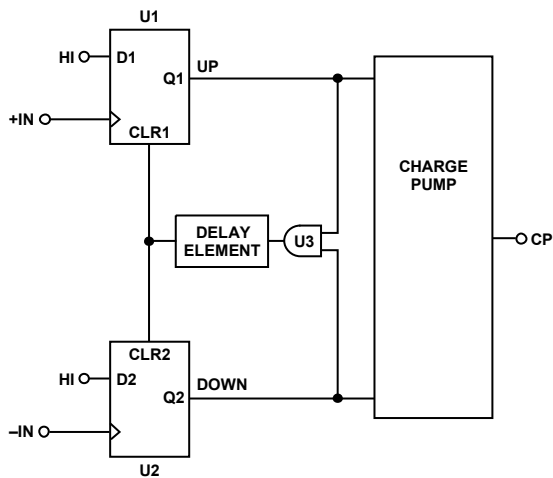 U1
HI
D1
Q1
UP
+IN
CLR1
CHARGE
PUMP
DELAY
ELEMENT
U3
CP
CLR2
HI
D2
Q2
DOWN
–IN
U2